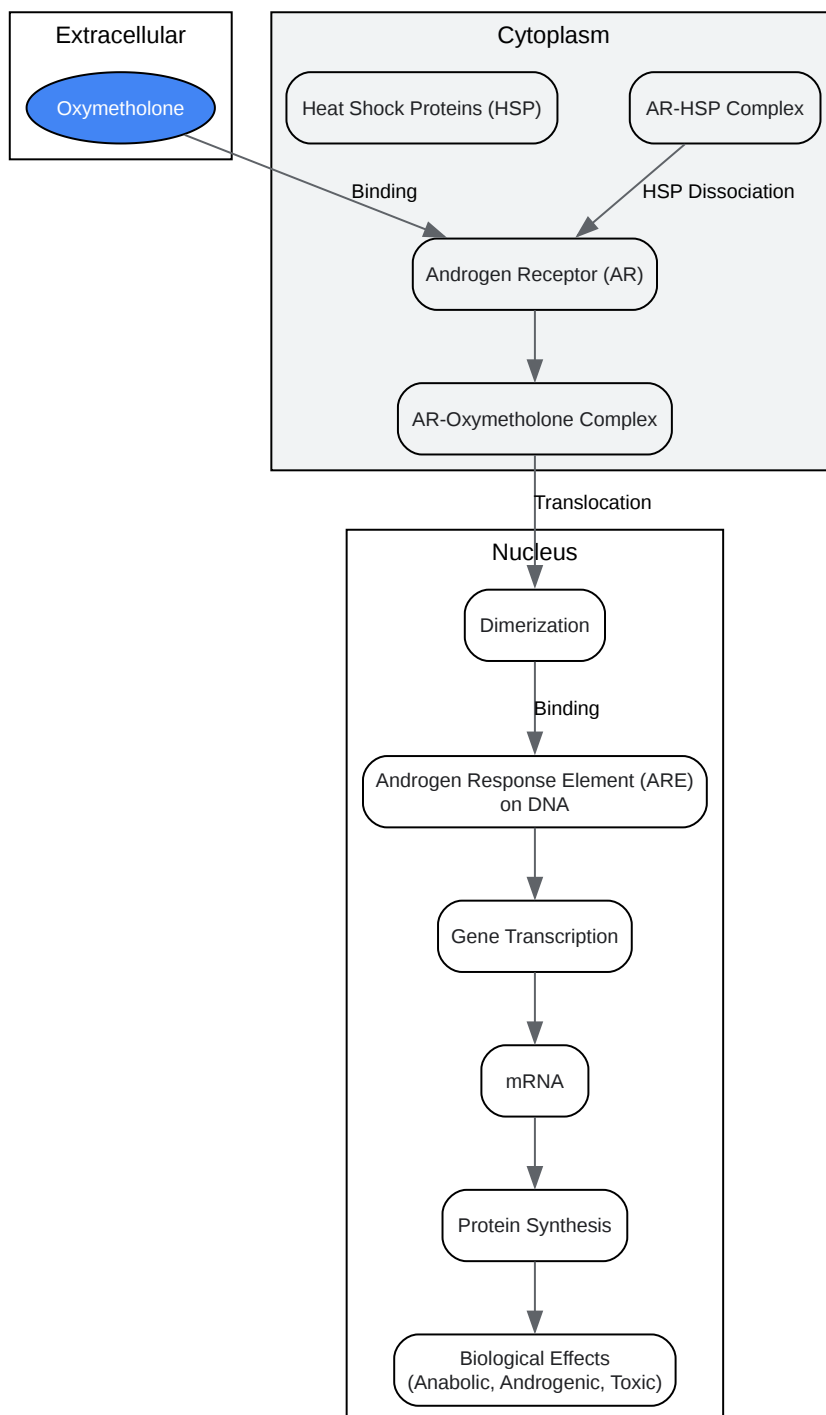 Extracellular
Cytoplasm
Oxymetholone
Heat Shock Proteins (HSP)
AR-HSP Complex
Binding
HSP Dissociation
Androgen Receptor (AR)
AR-Oxymetholone Complex
Translocation
Nucleus
Dimerization
Binding
Androgen Response Element (ARE)
on DNA
Gene Transcription
mRNA
Protein Synthesis
Biological Effects
(Anabolic, Androgenic, Toxic)